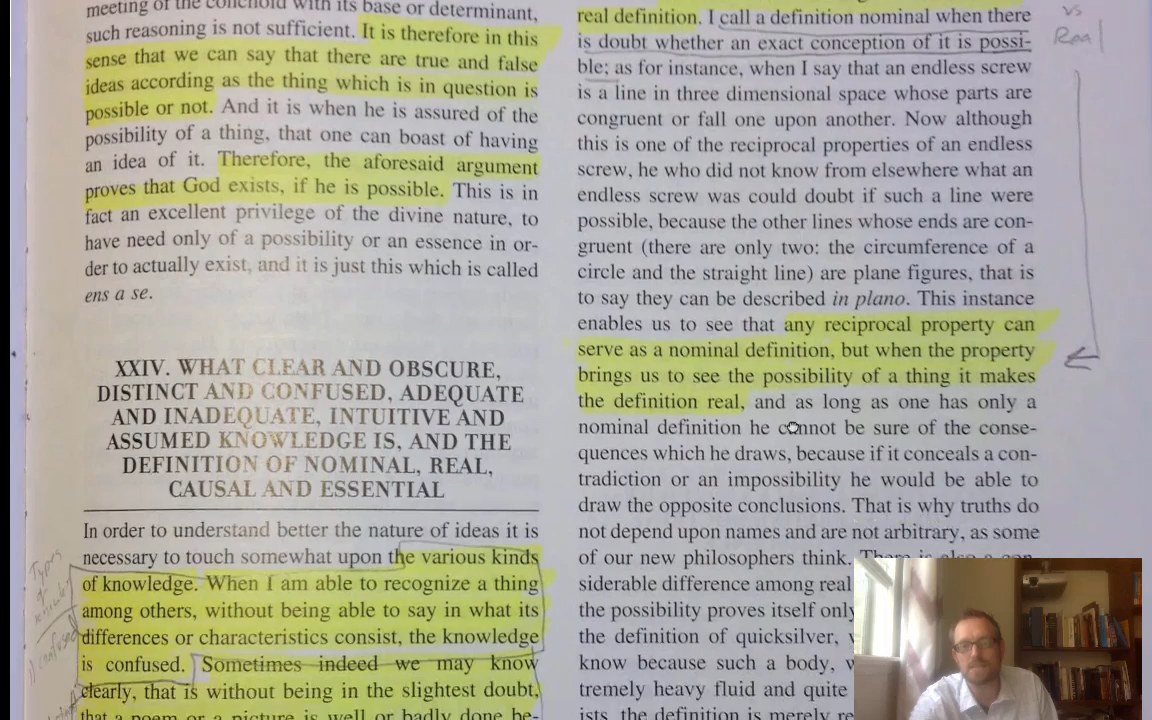 meeting of the conchoid with its base or determinant,
such reasoning is not sufficient. It is therefore in this
sense that we can say that there are true and false
ideas according as the thing which is in question is
possible or not. And it is when he is assured of the
possibility of a thing, that one can boast of having
an idea of it. Therefore, the aforesaid argument
proves that God exists, if he is possible. This is in
fact an excellent privilege of the divine nature, to
have need only of a possibility or an essence in or-
der to actually exist, and it is just this which is called
ens a se.
XXIV. WHAT CLEAR AND OBSCURE,
DISTINCT AND CONFUSED, ADEQUATE
AND INADEQUATE, INTUITIVE AND
ASSUMED KNOWLEDGE IS, AND THE
DEFINITION OF NOMINAL, REAL,
CAUSAL AND ESSENTIAL
In order to understand better the nature of ideas it is
necessary to touch somewhat upon the various kinds
of knowledge. When I am able to recognize a thing
among others, without being able to say in what its
differences or characteristics consist, the knowledge
is confused. Sometimes indeed we may know
clearly, that is without being in the slightest doubt,
that a poem or a picture is well or badly done be-
Types
of
1) confused
real definition. I call a definition nominal when there
is doubt whether an exact conception of it is possi-
ble; as for instance, when I say that an endless screw
is a line in three dimensional space whose parts are
congruent or fall one upon another. Now although
this is one of the reciprocal properties of an endless
screw, he who did not know from elsewhere what an
endless screw was could doubt if such a line were
possible, because the other lines whose ends are con-
gruent (there are only two: the circumference of a
circle and the straight line) are plane figures, that is
to say they can be described in plano. This instance
enables us to see that any reciprocal property can
serve as a nominal definition, but when the property
brings us to see the possibility of a thing it makes
the definition real, and as long as one has only a
nominal definition he cannot be sure of the conse-
quences which he draws, because if it conceals a con-
tradiction or an impossibility he would be able to
draw the opposite conclusions. That is why truths do
not depend upon names and are not arbitrary, as some
of our new philosophers think. There is also a con-
siderable difference among real
the possibility proves itself only
the definition of quicksilver,
know because such a body,
tremely heavy fluid and quite
ists, the definition is merely re
vs
Real